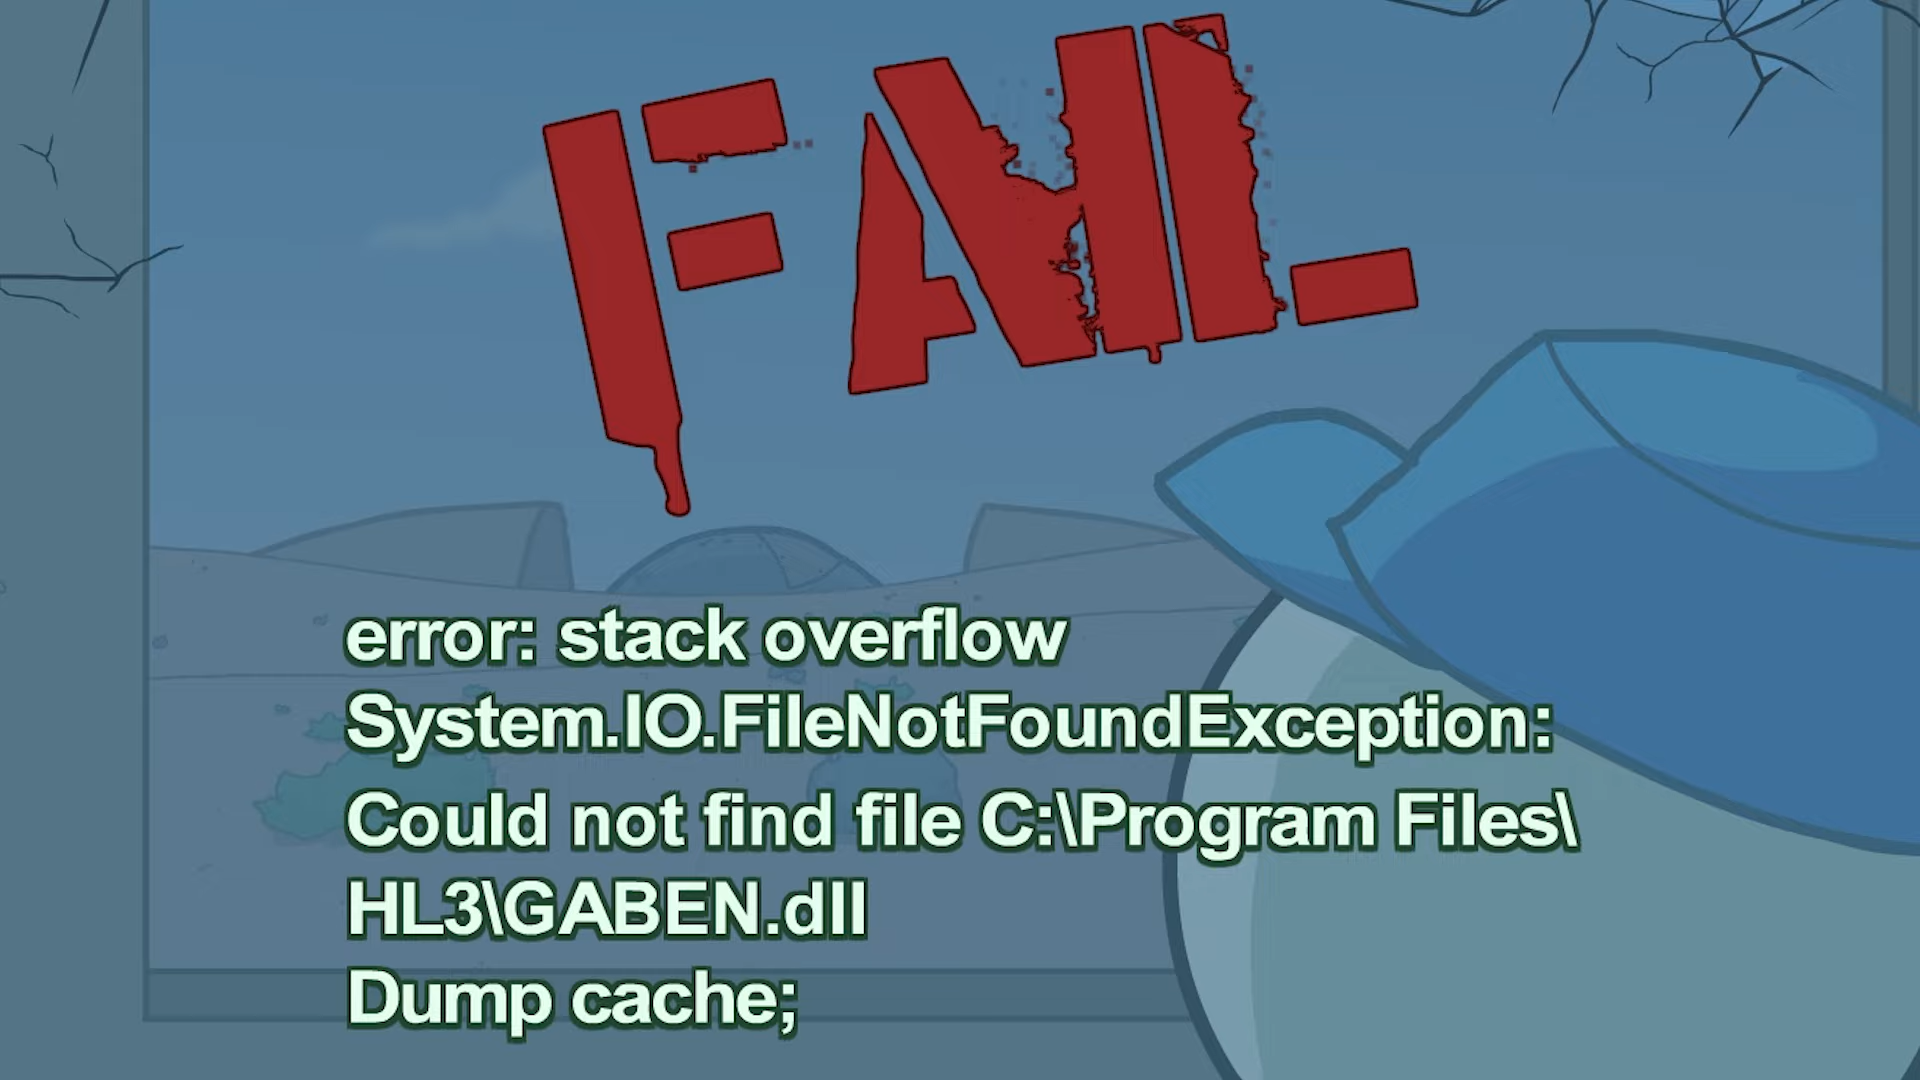 FAIL
error: stack overflow
System.IO.FileNotFoundException:
Could not find file C:\Program Files\
HL3\GABEN.dll
Dump cache;